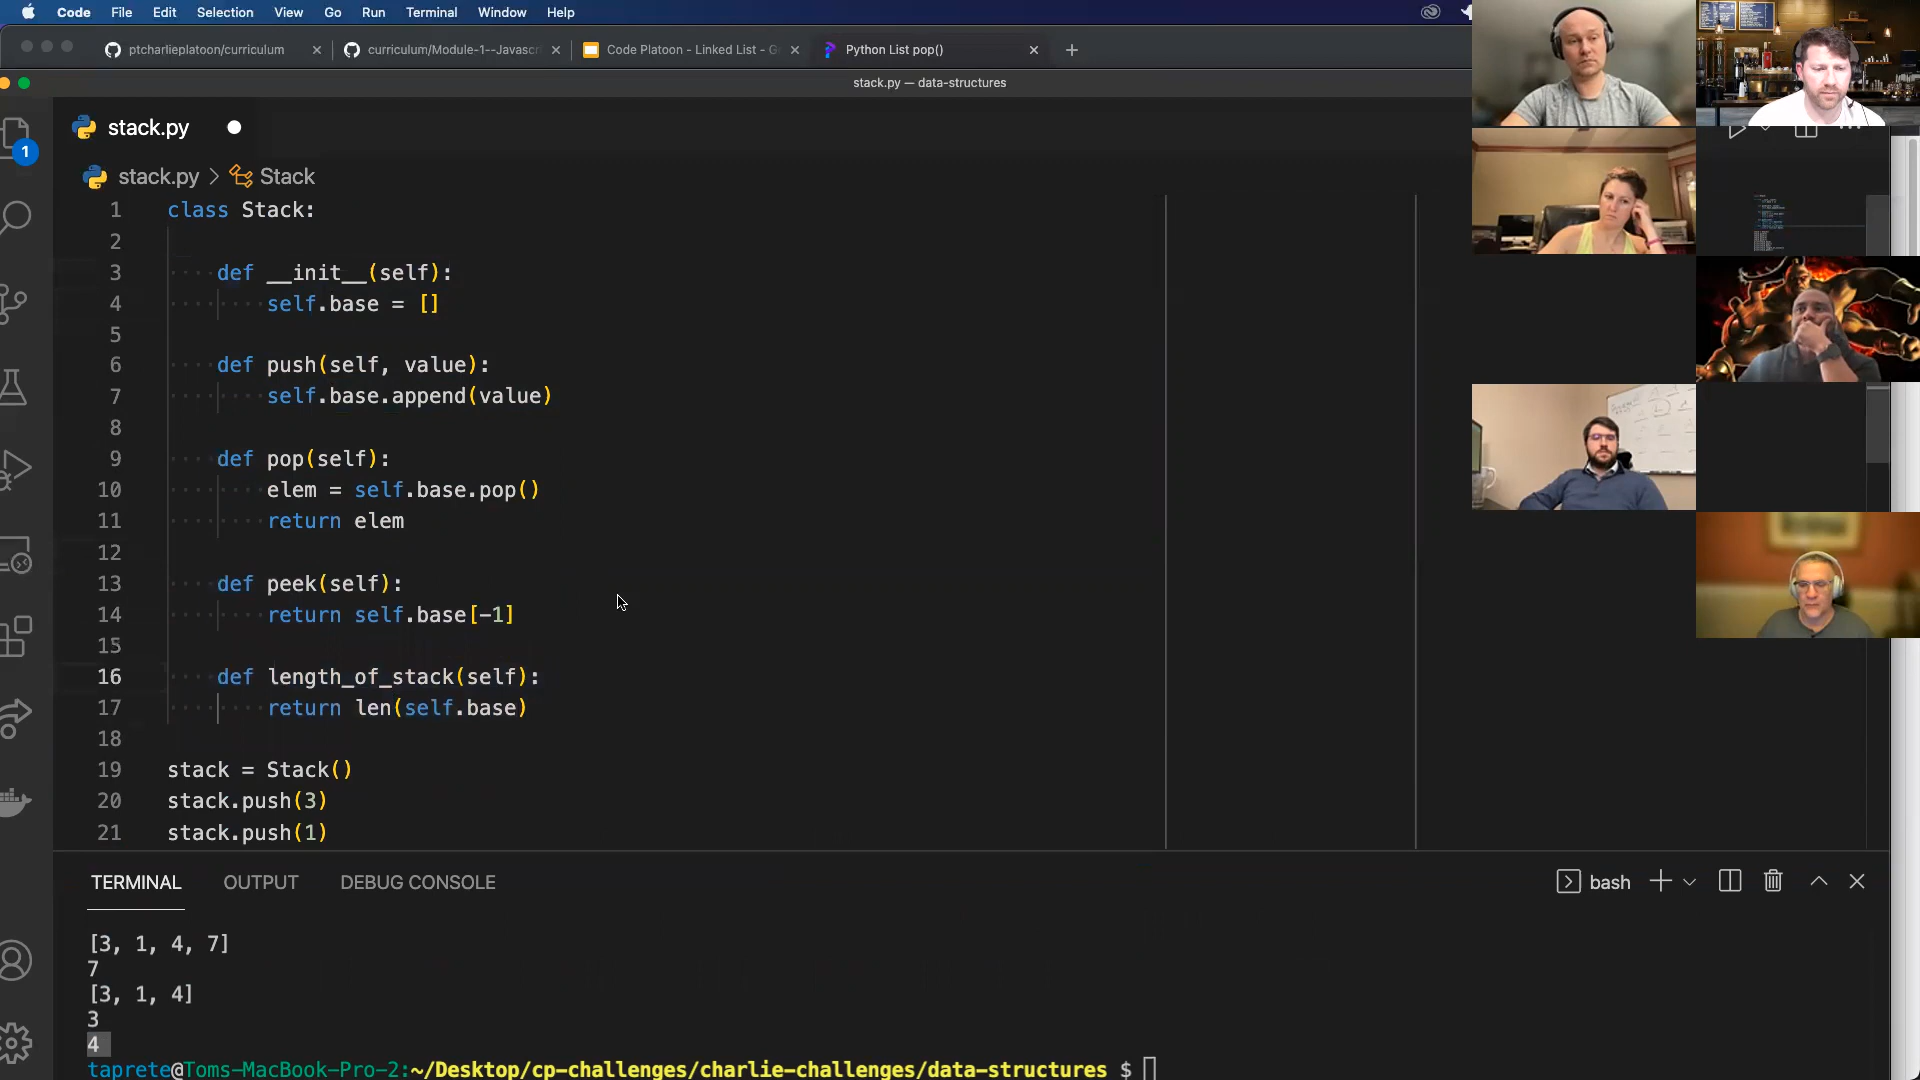 Code File Edit Selection View Go Run Terminal Window Help
ptcharlieplatoon/curriculum
curriculum/Module-1--Javascr
Code Platoon - Linked List - G
Python List pop()
stack.py — data-structures
stack.py
1
stack.py > Stack
1 class Stack:
2
3 def __init__(self):
4 self.base = []
5
6 def push(self, value):
7 self.base.append(value)
8
9 def pop(self):
10 elem = self.base.pop()
11 return elem
12
13 def peek(self):
14 return self.base[-1]
15
16 def length_of_stack(self):
17 return len(self.base)
18
19 stack = Stack()
20 stack.push(3)
21 stack.push(1)
TERMINAL OUTPUT DEBUG CONSOLE
bash
[3, 1, 4, 7]
7
[3, 1, 4]
3
4
taprete@Toms-MacBook-Pro-2:~/Desktop/cp-challenges/charlie-challenges/data-structures $